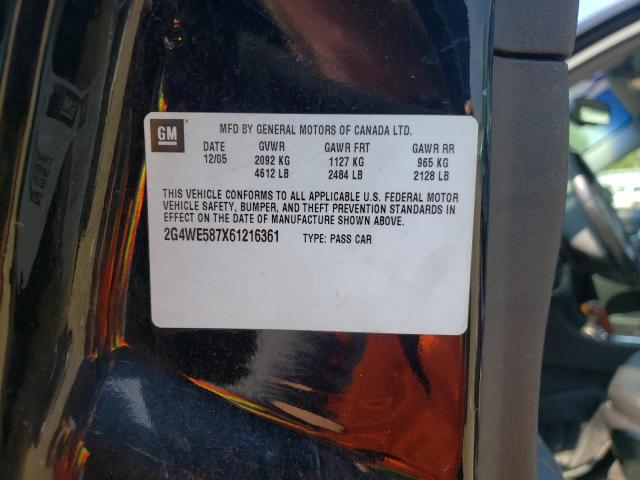 GM
MFD BY GENERAL MOTORS OF CANADA LTD.
DATE GVWR GAWR FRT GAWR RR
12/05 2092 KG 1127 KG 965 KG
4612 LB 2484 LB 2128 LB
THIS VEHICLE CONFORMS TO ALL APPLICABLE U.S. FEDERAL MOTOR
VEHICLE SAFETY, BUMPER, AND THEFT PREVENTION STANDARDS IN
EFFECT ON THE DATE OF MANUFACTURE SHOWN ABOVE.
2G4WE587X61216361 TYPE: PASS CAR